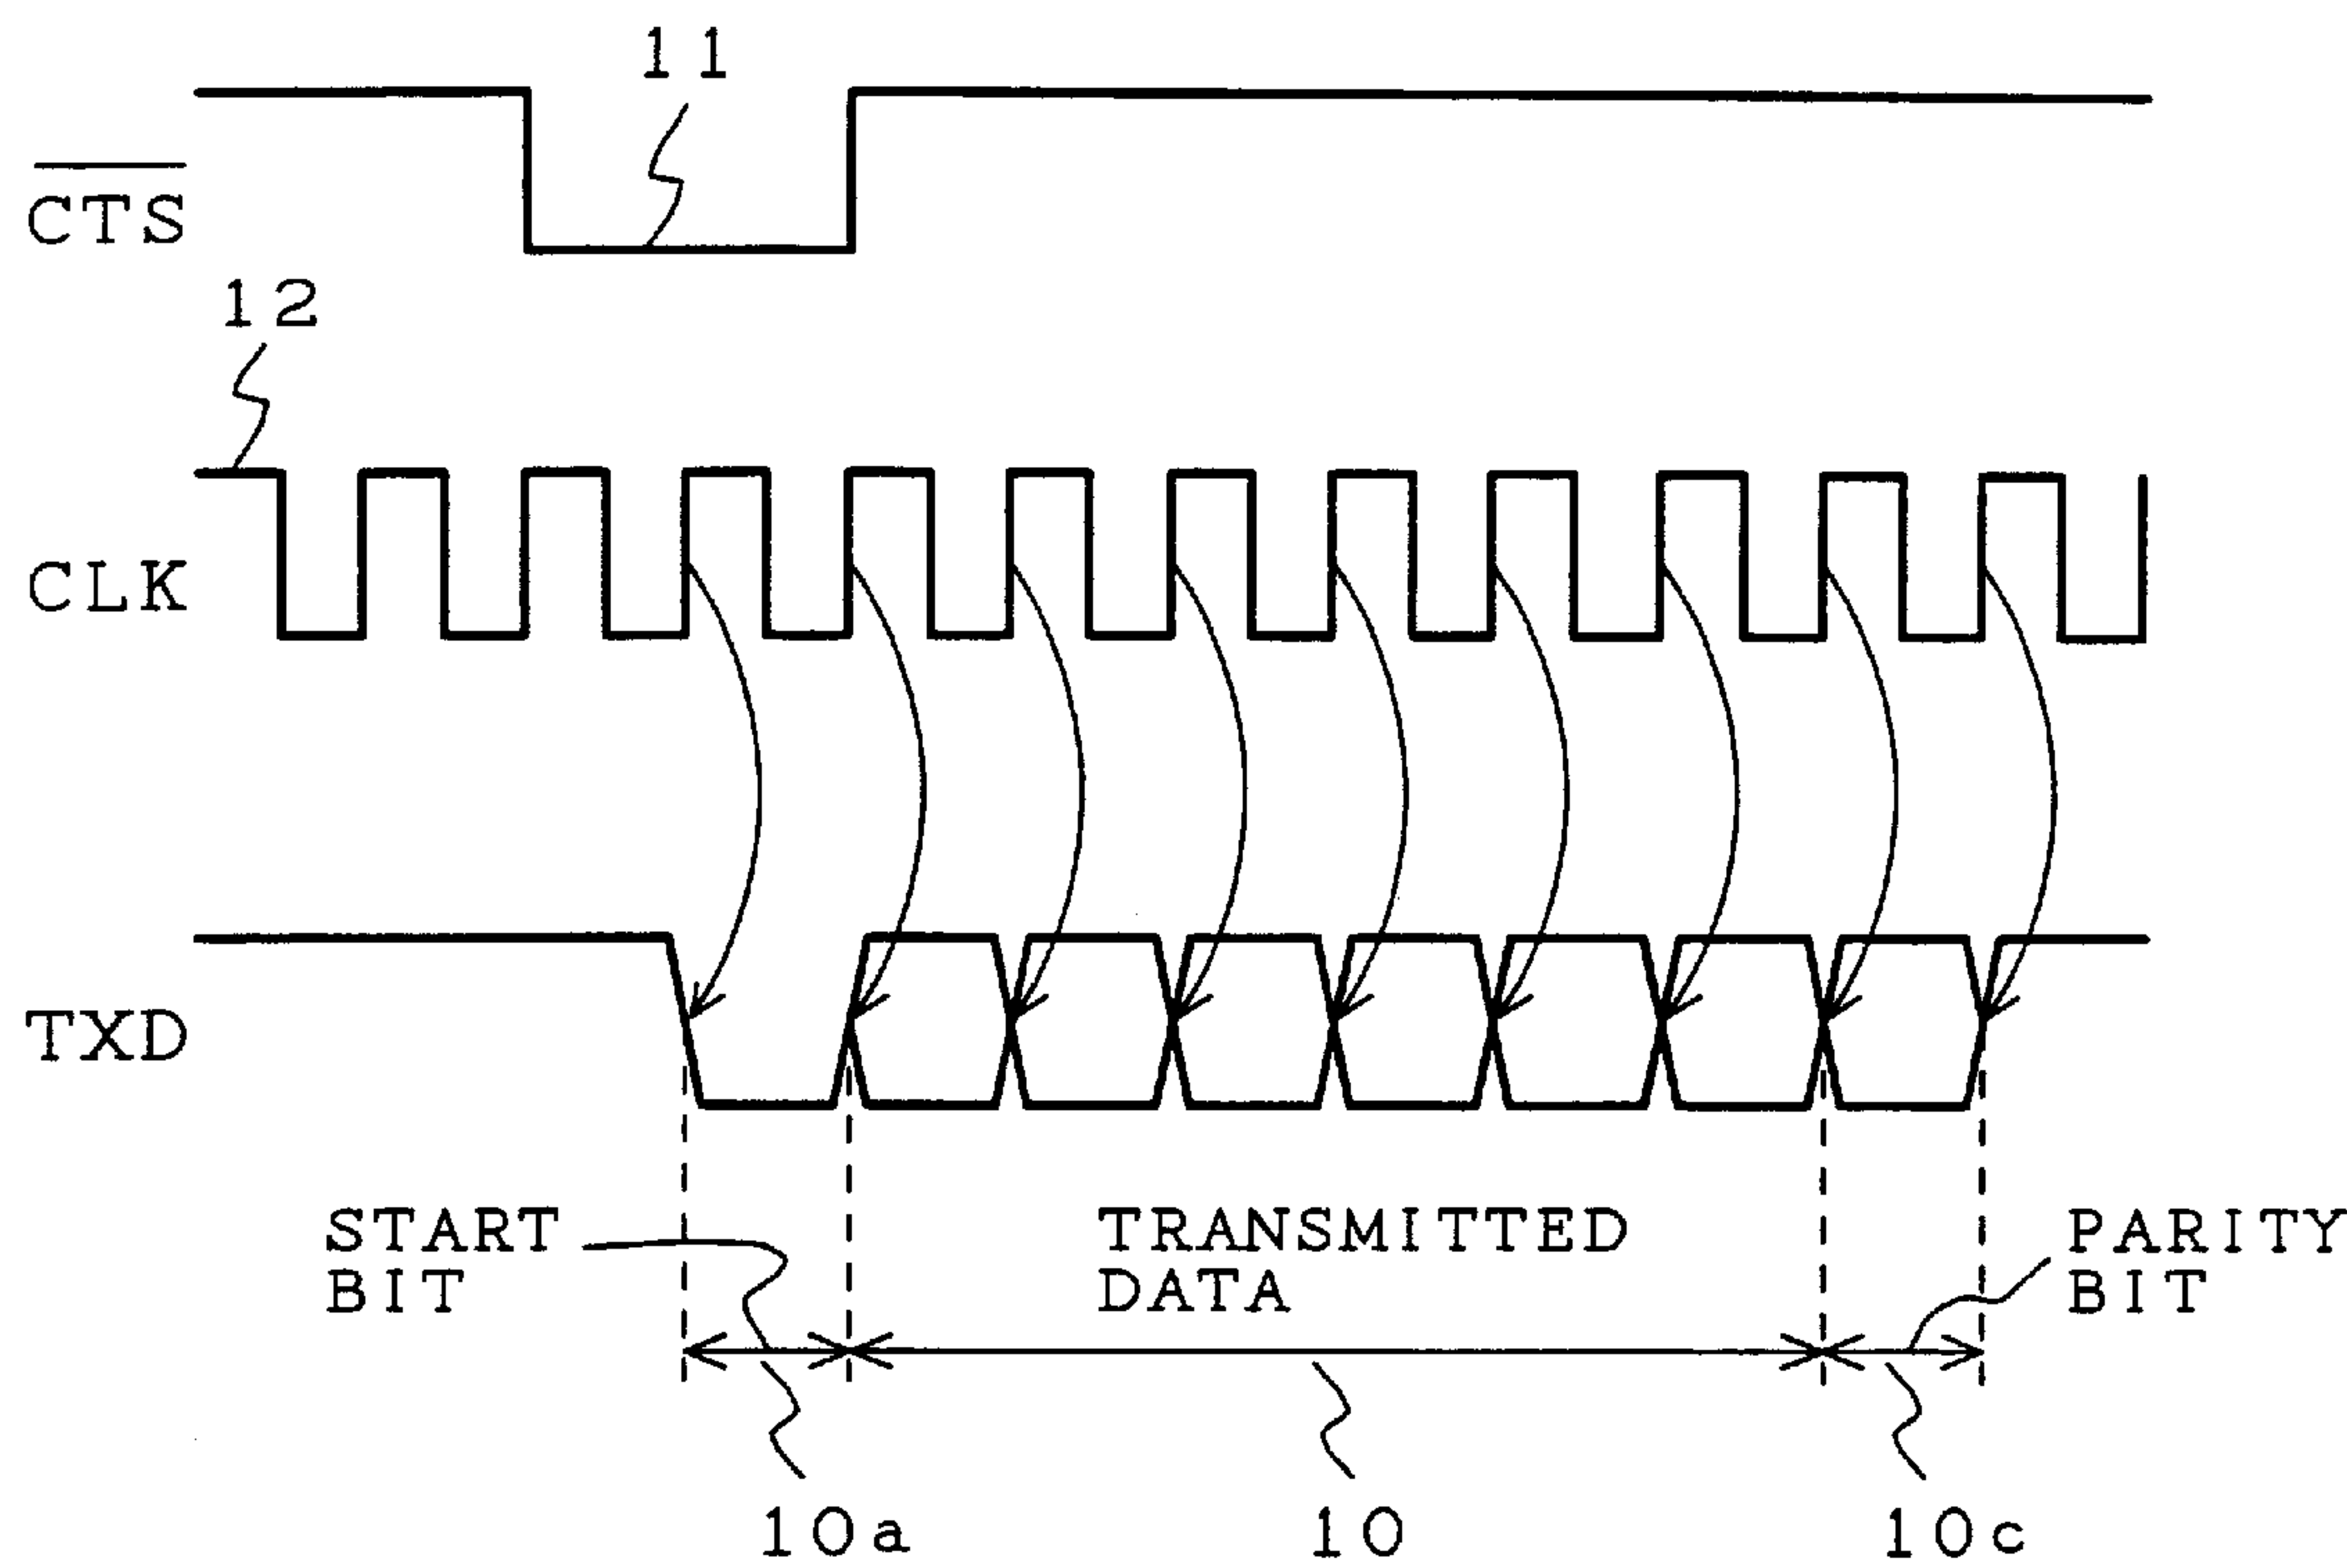 11
CTS
12
CLK
TXD
START
BIT
TRANSMITTED
DATA
PARITY
BIT
10a
10
10c